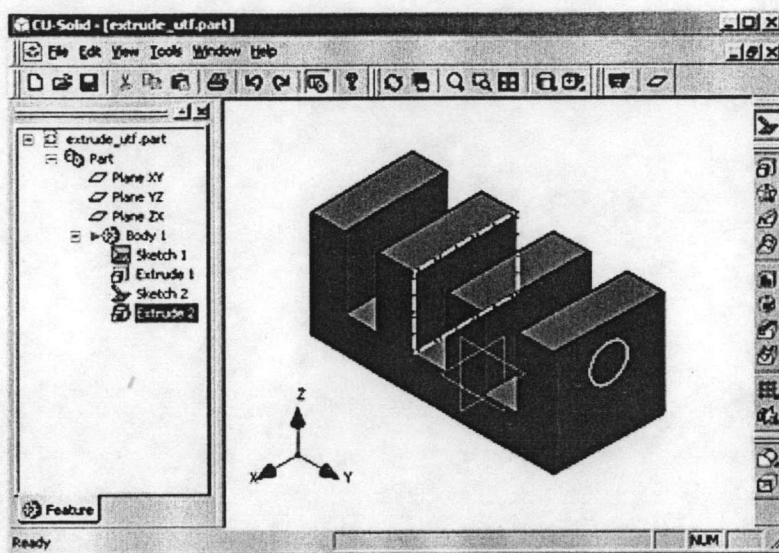 CU-Solid - [extrude_utf.part]
File Edit View Tools Window Help
extrude_utf.part
Part
Plane XY
Plane YZ
Plane ZX
Body 1
Sketch 1
Extrude 1
Sketch 2
Extrude 2
Z
X Y
Feature
Ready NUM